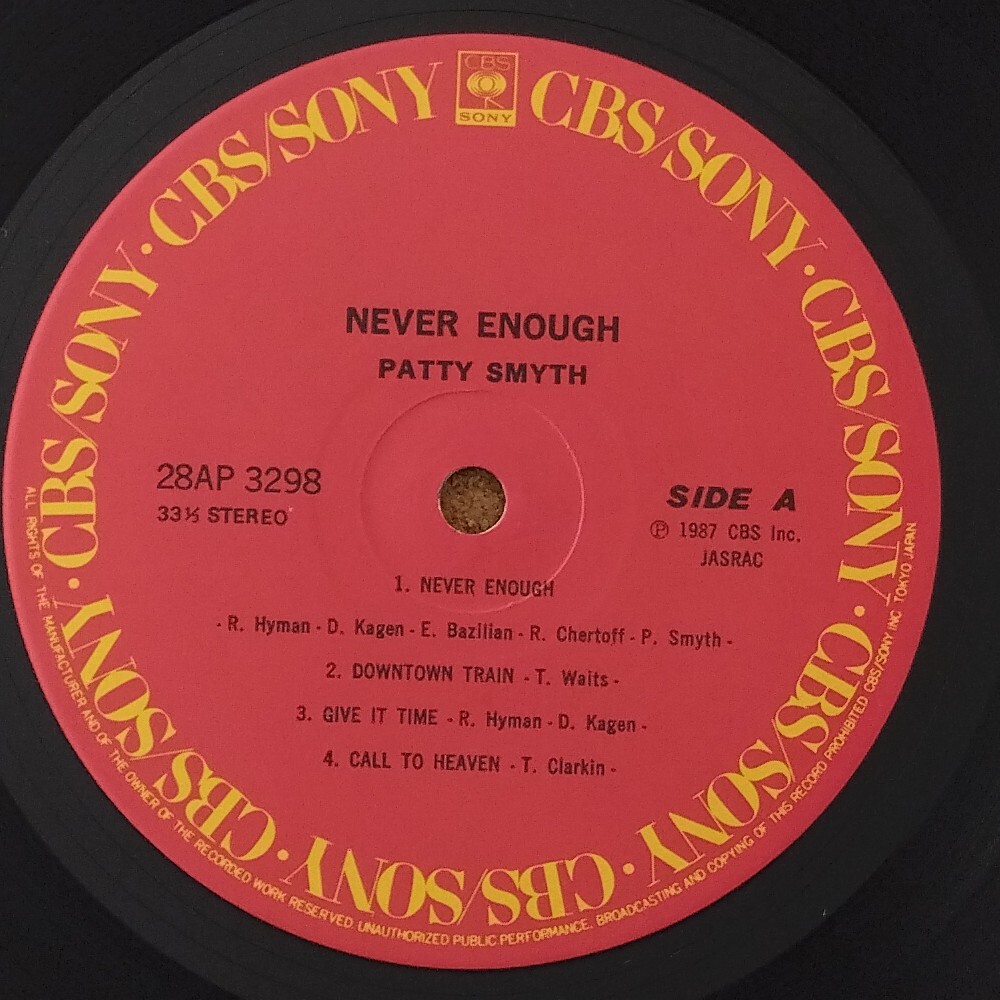 CBS
SONY
CBS/SONY · CBS/SONY · CBS/SONY · CBS/SONY · CBS/SONY · CBS/SONY · CBS/SONY · CBS/SONY · CBS/SONY
NEVER ENOUGH
PATTY SMYTH
28AP 3298
33⅓ STEREO
SIDE A
Ⓟ 1987 CBS Inc.
JASRAC
1. NEVER ENOUGH
- R. Hyman - D. Kagen - E. Bazilian - R. Chertoff - P. Smyth -
2. DOWNTOWN TRAIN - T. Waits -
3. GIVE IT TIME - R. Hyman - D. Kagen -
4. CALL TO HEAVEN - T. Clarkin -
ALL RIGHTS OF THE MANUFACTURER AND OF THE OWNER OF THE RECORDED WORK RESERVED. UNAUTHORIZED PUBLIC PERFORMANCE, BROADCASTING AND COPYING OF THIS RECORD PROHIBITED CBS/SONY INC. TOKYO JAPAN